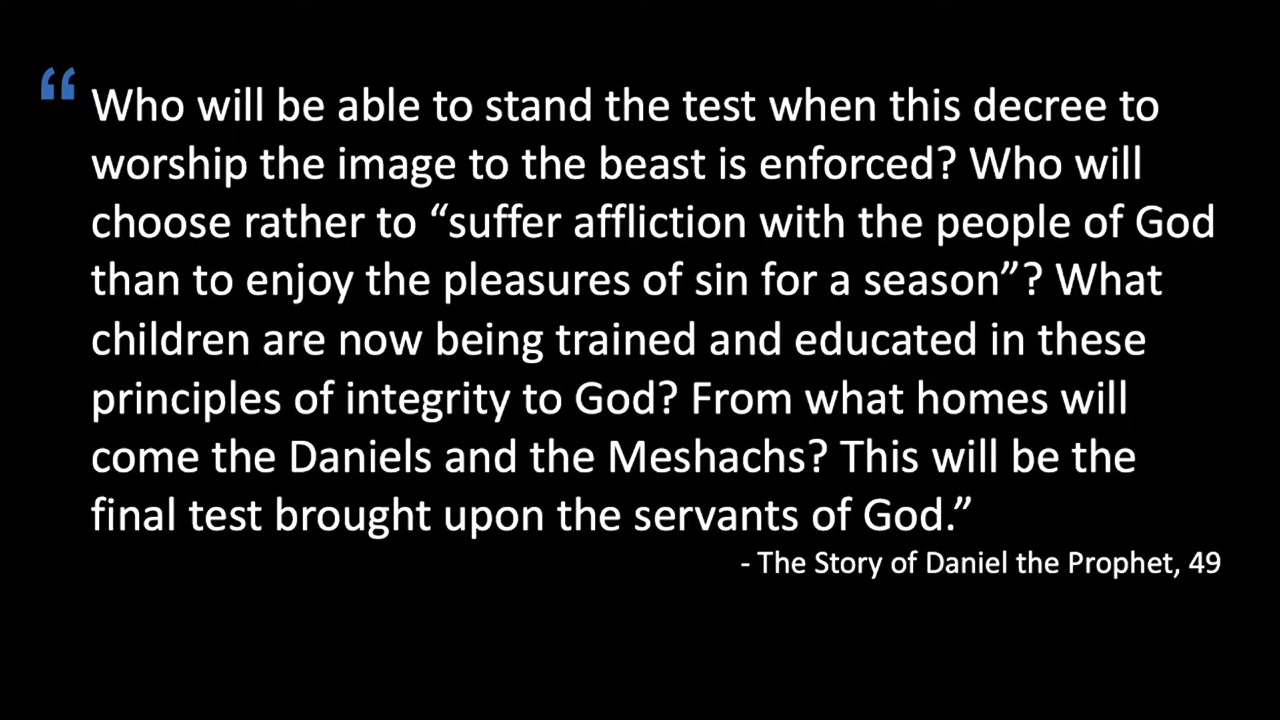 “ Who will be able to stand the test when this decree to
worship the image to the beast is enforced? Who will
choose rather to “suffer affliction with the people of God
than to enjoy the pleasures of sin for a season”? What
children are now being trained and educated in these
principles of integrity to God? From what homes will
come the Daniels and the Meshachs? This will be the
final test brought upon the servants of God.”
- The Story of Daniel the Prophet, 49